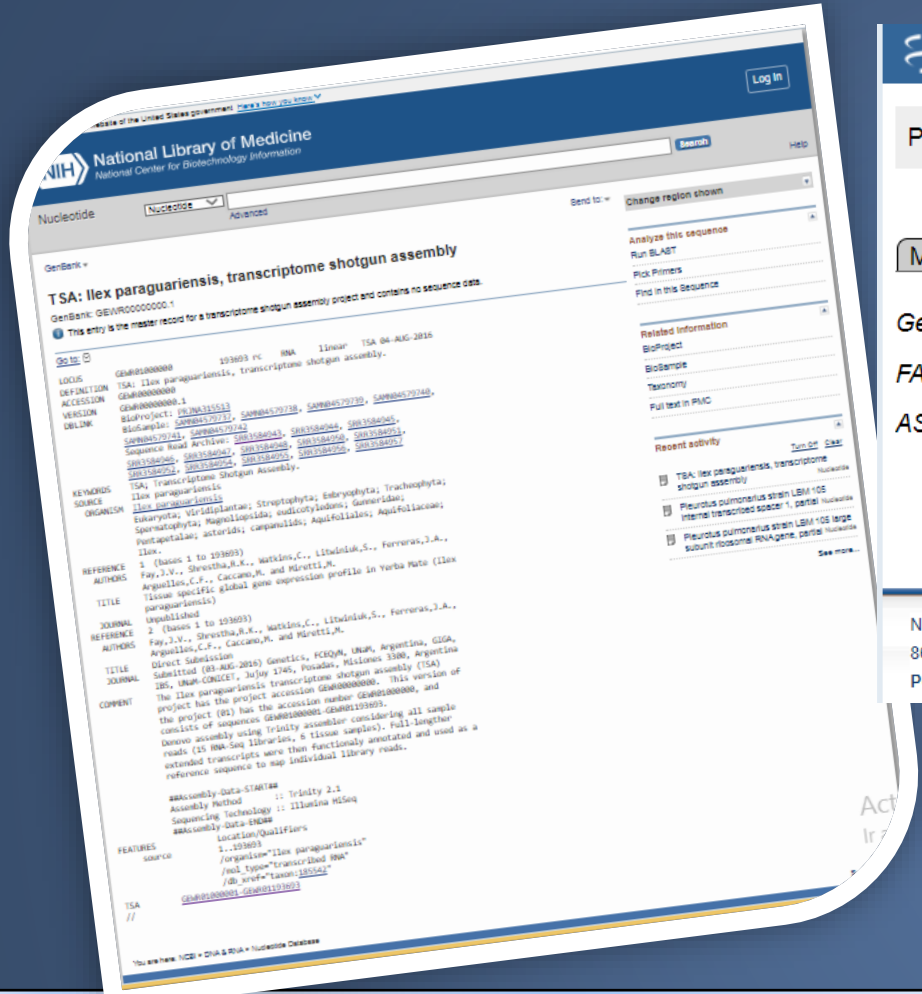 website of the United States government Here's how you know
Log In
NIH National Library of Medicine
National Center for Biotechnology Information
Nucleotide
Nucleotide
Search
Advanced
Help
GenBank
Send to:
Change region shown
TSA: Ilex paraguariensis, transcriptome shotgun assembly
GenBank: GEWR00000000.1
This entry is the master record for a transcriptome shotgun assembly project and contains no sequence data.
Go to:
LOCUS GEWR01000000 193693 rc RNA linear TSA 04-AUG-2016
DEFINITION TSA: Ilex paraguariensis, transcriptome shotgun assembly.
ACCESSION GEWR00000000
VERSION GEWR00000000.1
DBLINK BioProject: PRJNA315513
BioSample: SAMN04579737, SAMN04579738, SAMN04579739, SAMN04579740,
SAMN04579741, SAMN04579742
Sequence Read Archive: SRR3584943, SRR3584944, SRR3584945,
SRR3584946, SRR3584947, SRR3584948, SRR3584950, SRR3584951,
SRR3584952, SRR3584954, SRR3584955, SRR3584956, SRR3584957
KEYWORDS TSA; Transcriptome Shotgun Assembly.
SOURCE Ilex paraguariensis
ORGANISM Ilex paraguariensis
Eukaryota; Viridiplantae; Streptophyta; Embryophyta; Tracheophyta;
Spermatophyta; Magnoliopsida; eudicotyledons; Gunneridae;
Pentapetalae; asterids; campanulids; Aquifoliales; Aquifoliaceae;
Ilex.
REFERENCE 1 (bases 1 to 193693)
AUTHORS Fay,J.V., Shrestha,R.K., Watkins,C., Litwiniuk,S., Ferreras,J.A.,
Arguelles,C.F., Caccano,M. and Miretti,M.
TITLE Tissue specific global gene expression profile in Yerba Mate (Ilex
paraguariensis)
JOURNAL Unpublished
REFERENCE 2 (bases 1 to 193693)
AUTHORS Fay,J.V., Shrestha,R.K., Watkins,C., Litwiniuk,S., Ferreras,J.A.,
Arguelles,C.F., Caccano,M. and Miretti,M.
TITLE Direct Submission
JOURNAL Submitted (03-AUG-2016) Genetics, FCEQyN, UNaM, Argentina, GIGA,
IBS, UNaM-CONICET, Jujuy 1745, Posadas, Misiones 3300, Argentina
COMMENT The Ilex paraguariensis transcriptome shotgun assembly (TSA)
project has the project accession GEWR00000000. This version of
the project (01) has the accession number GEWR01000000, and
consists of sequences GEWR01000001-GEWR01193693.
Denovo assembly using Trinity assembler considering all sample
reads (15 RNA-Seq libraries, 6 tissue samples). Full-lengther
extended transcripts were then functionaly annotated and used as a
reference sequence to map individual library reads.
##Assembly-Data-START##
Assembly Method :: Trinity 2.1
Sequencing Technology :: Illumina HiSeq
##Assembly-Data-END##
FEATURES Location/Qualifiers
source 1..193693
/organism="Ilex paraguariensis"
/mol_type="transcribed RNA"
/db_xref="taxon:185542"
TSA GEWR01000001-GEWR01193693
//
Analyze this sequence
Run BLAST
Pick Primers
Find in this Sequence
Related information
BioProject
BioSample
Taxonomy
Full text in PMC
Recent activity
Turn Off Clear
TSA: Ilex paraguariensis, transcriptome
shotgun assembly Nucleotide
Pleurotus pulmonarius strain LBM 105
internal transcribed spacer 1, partial Nucleotide
Pleurotus pulmonarius strain LBM 105 large
subunit ribosomal RNA gene, partial Nucleotide
See more...
You are here: NCBI > DNA & RNA > Nucleotide Database
P
M
Ge
FA
AS
N
P
Act
Ir a